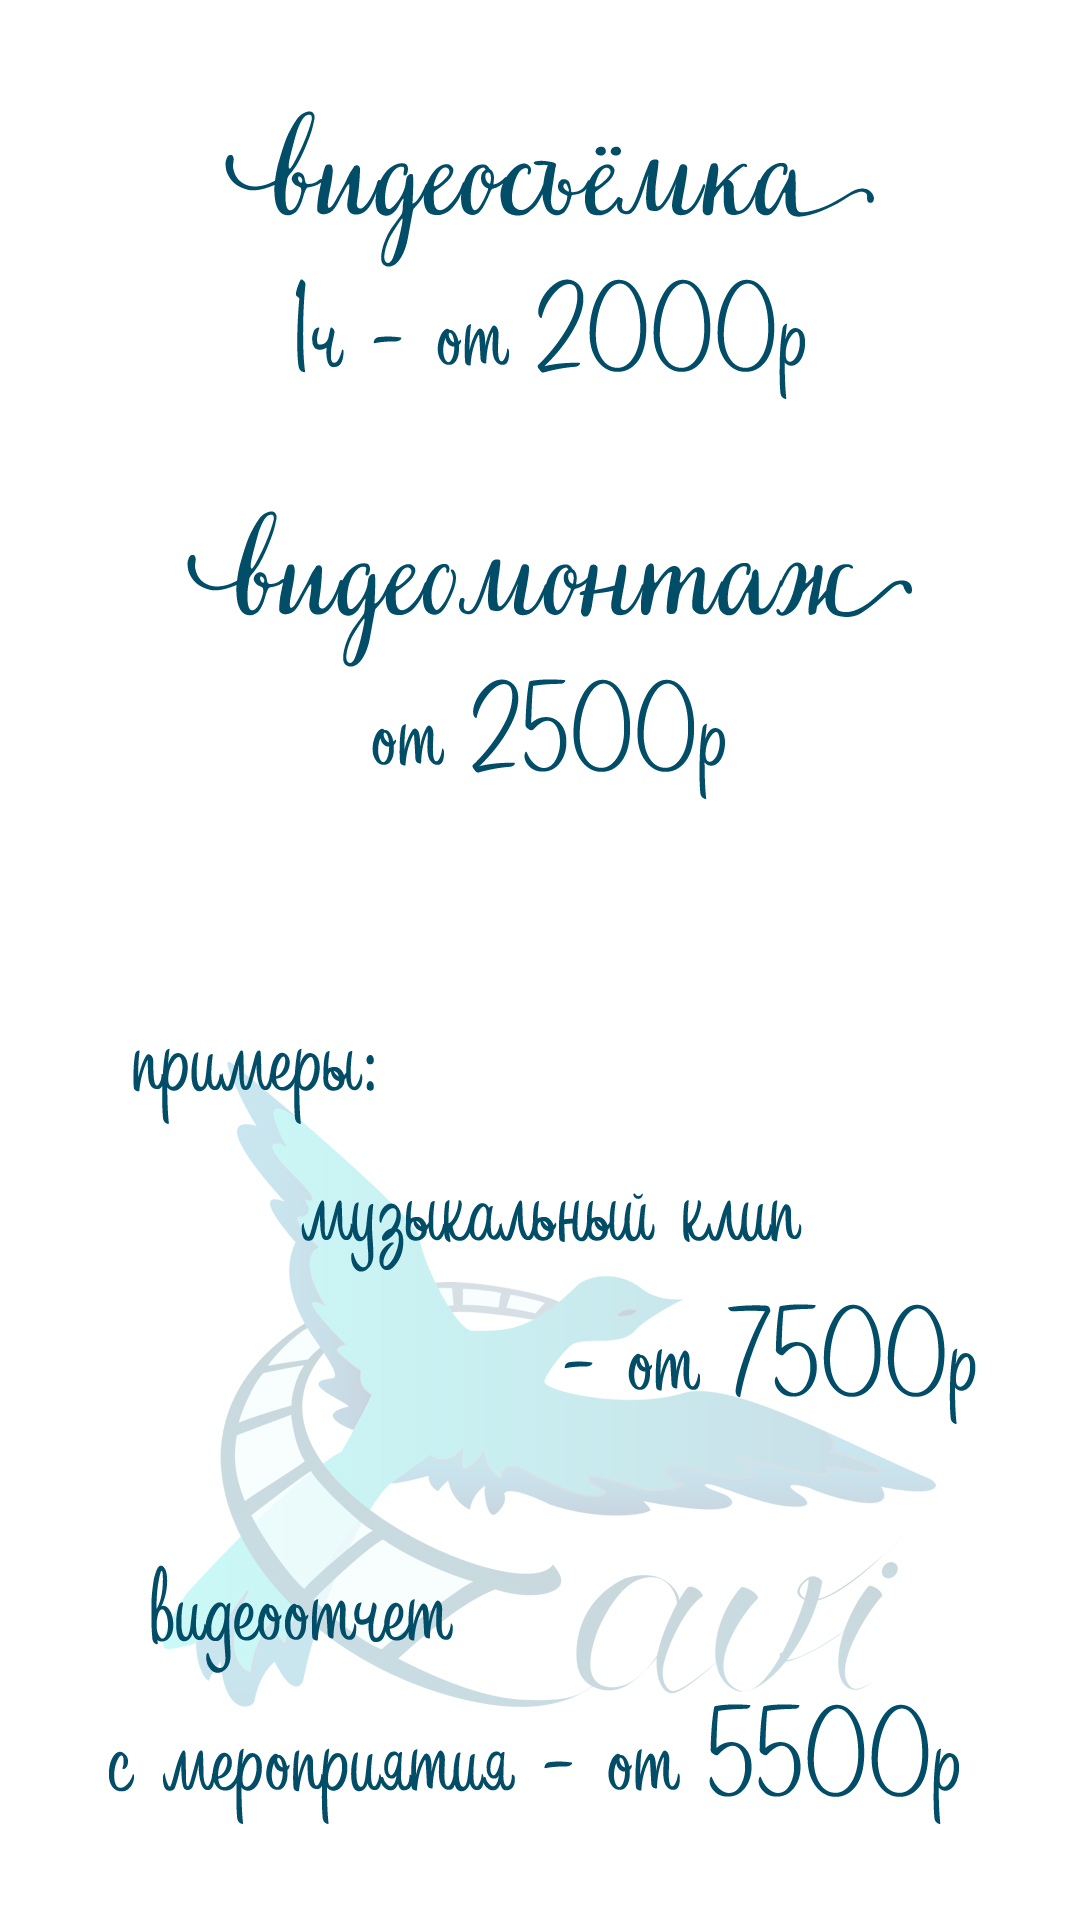 видеосъёмка
1ч - от 2000р
видеомонтаж
от 2500р
примеры:
музыкальный клип
- от 7500р
видеоотчет
avi
с мероприятия - от 5500р